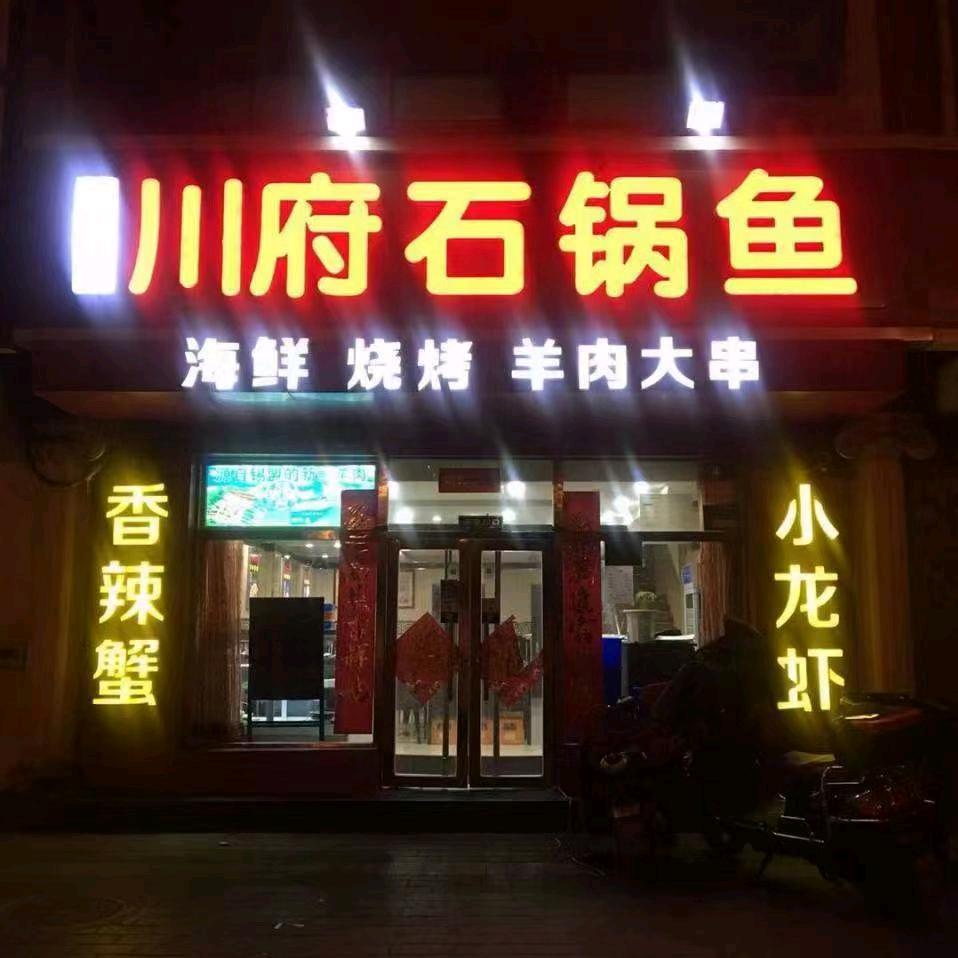 川府石锅鱼
海鲜 烧烤 羊肉大串
香辣蟹
小龙虾